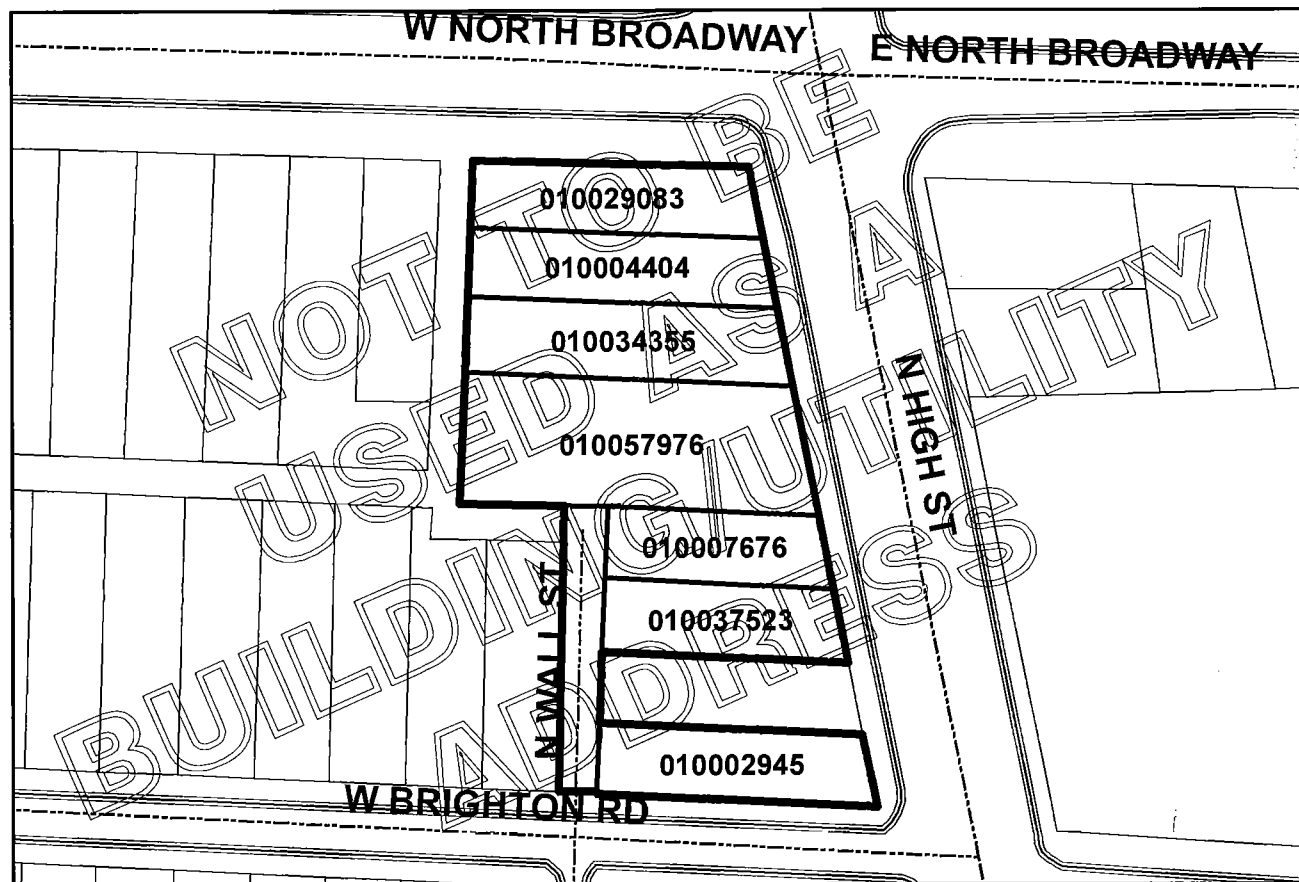 W NORTH BROADWAY
E NORTH BROADWAY
010029083
010004404
010034355
010057976
010007676
010037523
010002945
N HIGH ST
N WALL ST
W BRIGHTON RD
NOT TO BE
USED AS A
BUILDING/UTILITY
ADDRESS